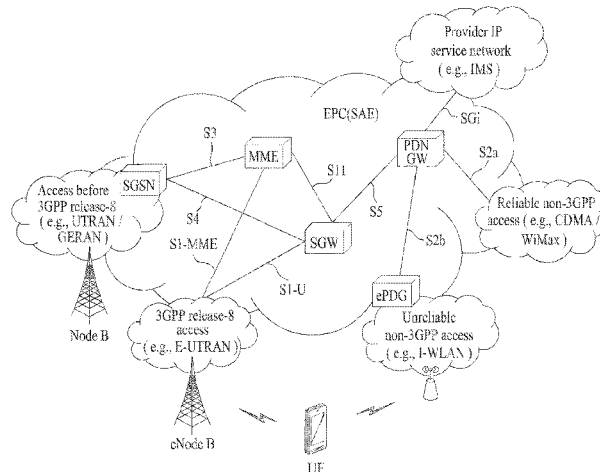 Provider IP
service network
( e.g., IMS )
EPC(SAE)
SGi
S3
MME
PDN
GW
S2a
SGSN
S11
Access before
3GPP release-8
( e.g., UTRAN /
GERAN )
S4
S5
Reliable non-3GPP
access ( e.g., CDMA /
WiMax )
S1-MME
SGW
S2b
S1-U
ePDG
Node B
3GPP release-8
access
( e.g., E-UTRAN )
Unreliable
non-3GPP access
( e.g., I-WLAN )
eNode B
UE